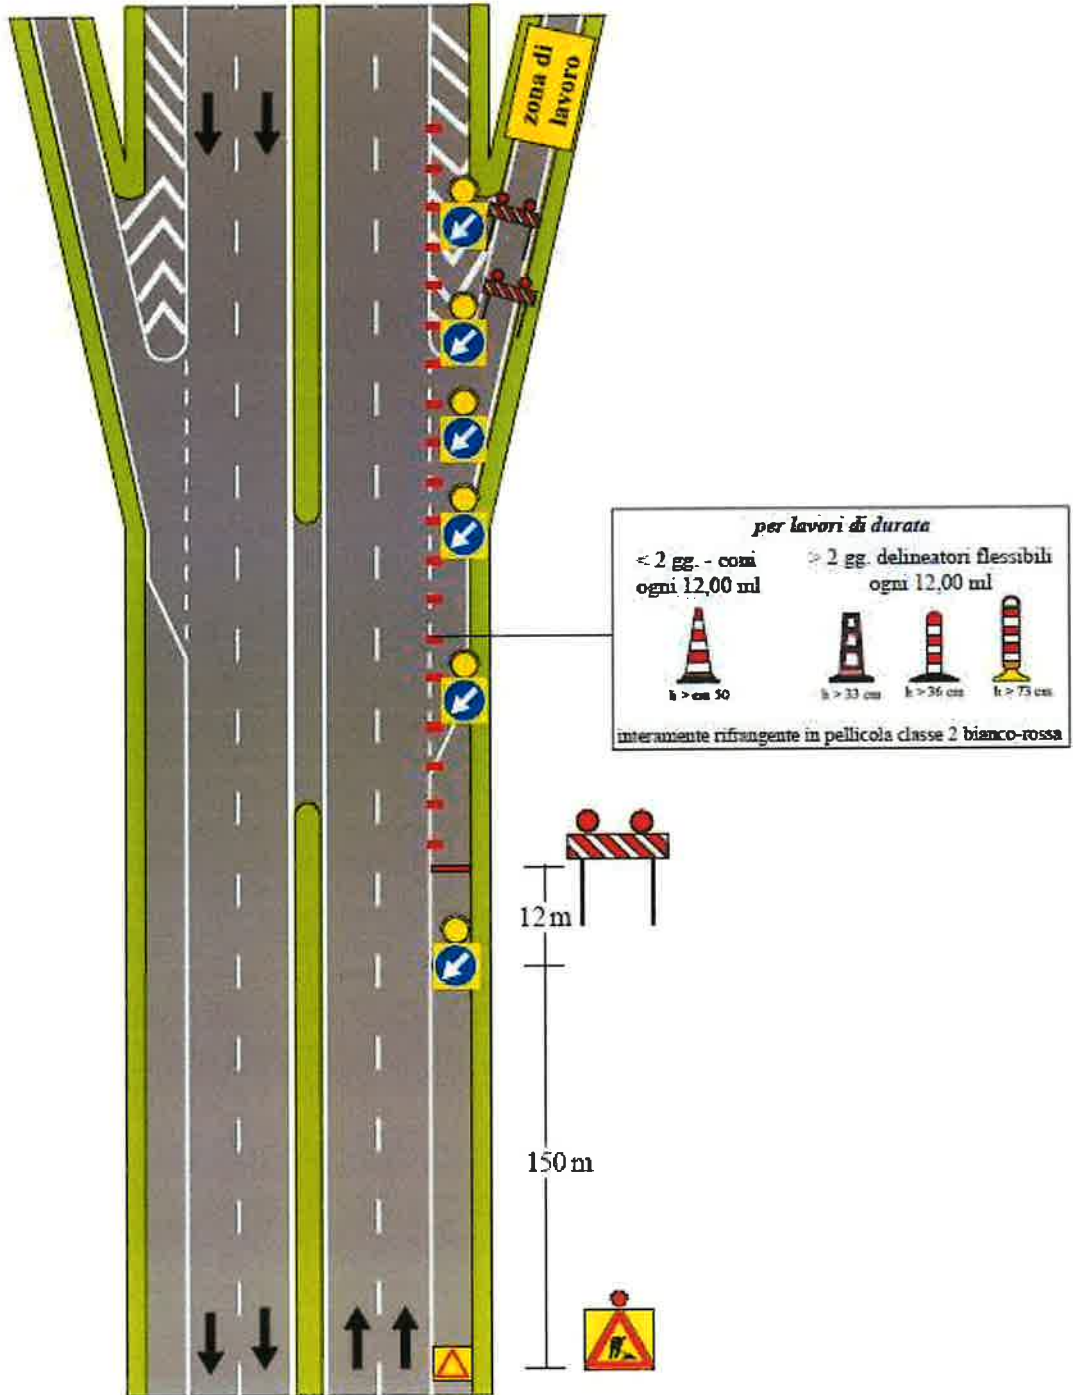 zona di
lavoro
per lavori di durata
< 2 gg. - coni
ogni 12,00 ml
> 2 gg. delineatori flessibili
ogni 12,00 ml
h > cm 50
h > 33 cm
h > 36 cm
h > 73 cm
interamente rifrangente in pellicola classe 2 bianco-rossa
12 m
150 m